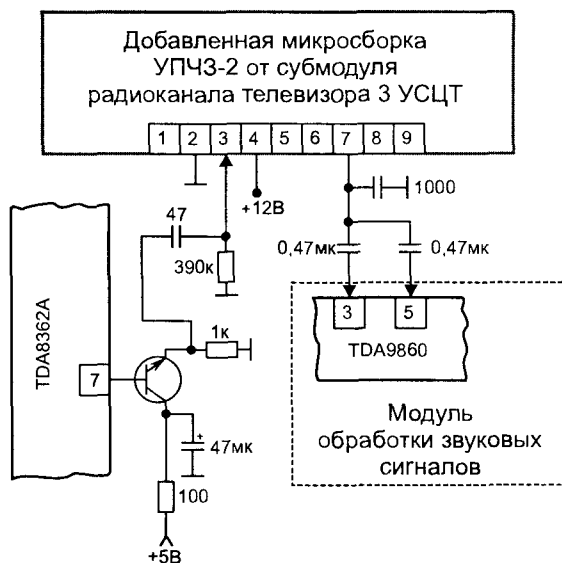 Добавленная микросборка
УПЧЗ-2 от субмодуля
радиоканала телевизора 3 УСЦТ
1 2 3 4 5 6 7 8 9
47
+12В
1000
390к
0,47мк
0,47мк
TDA8362A
7
1к
47мк
+
100
+5В
3 5
TDA9860
Модуль
обработки звуковых
сигналов